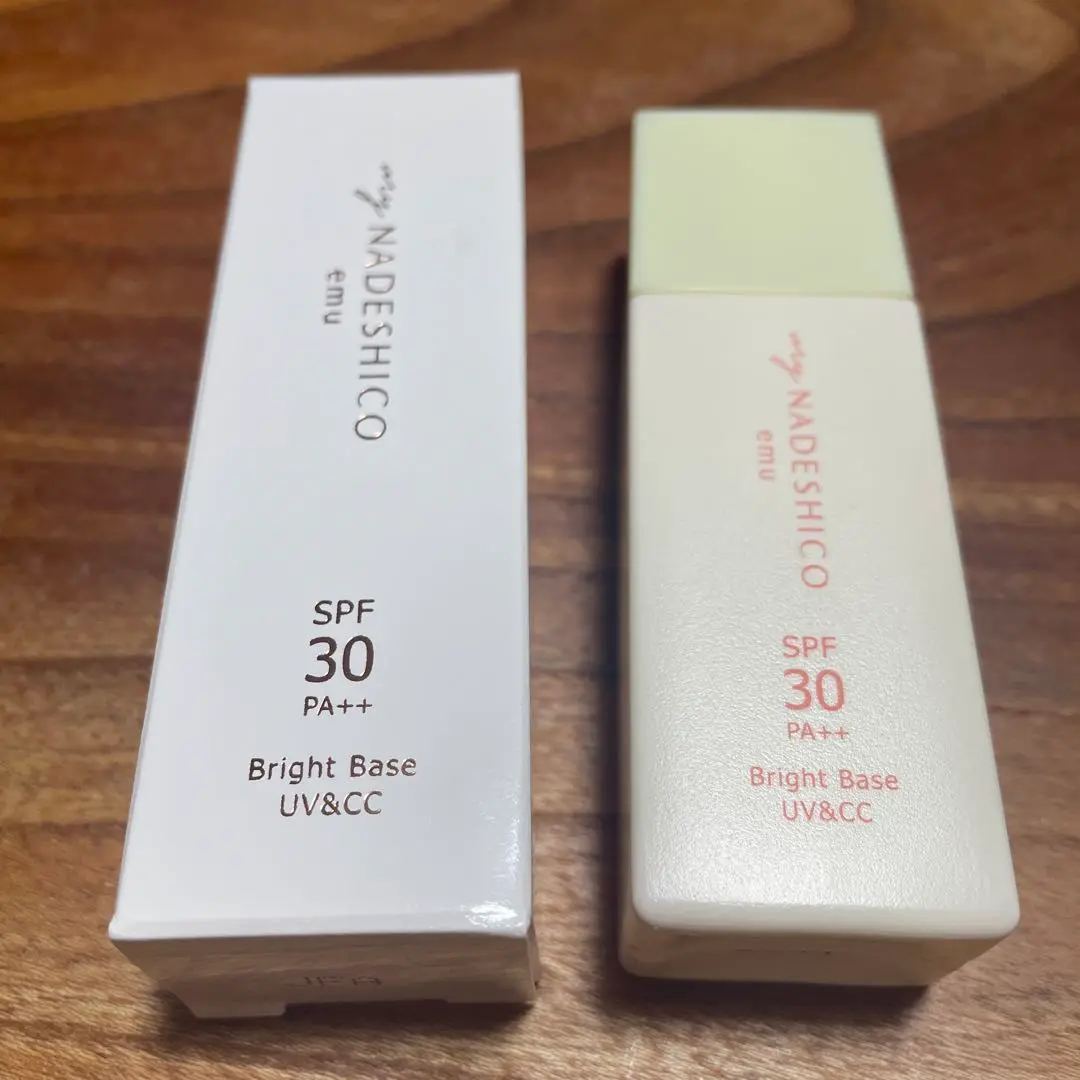 my NADESHICO
emu
SPF
30
PA++
Bright Base
UV&CC
my NADESHICO
emu
SPF
30
PA++
Bright Base
UV&CC